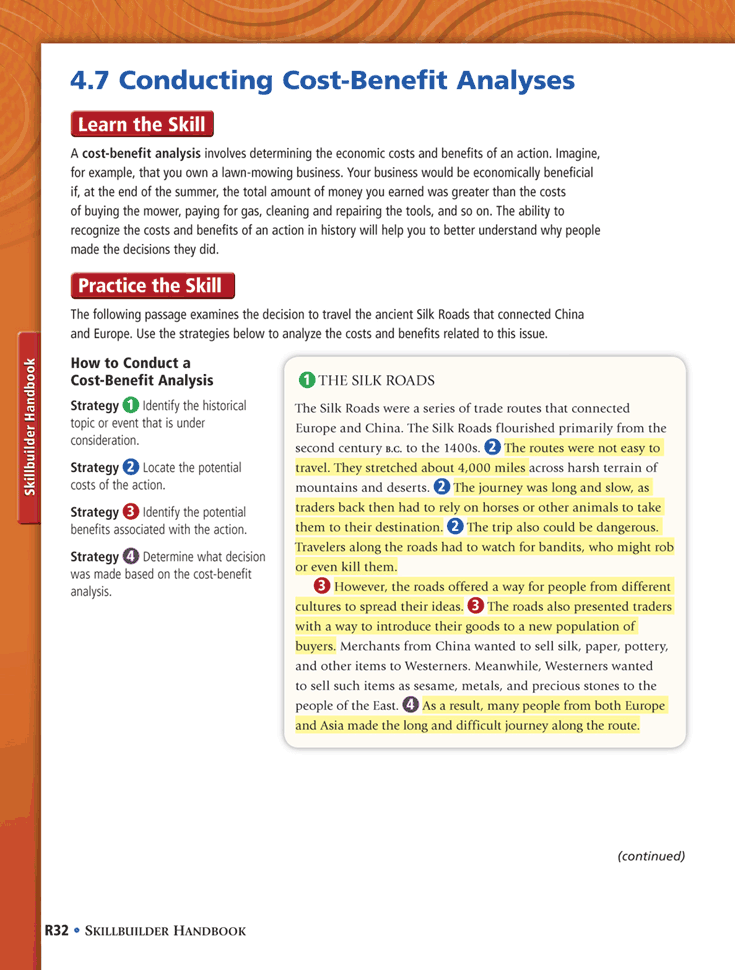 4.7 Conducting Cost-Benefit Analyses
Learn the Skill
A cost-benefit analysis involves determining the economic costs and benefits of an action. Imagine,
for example, that you own a lawn-mowing business. Your business would be economically beneficial
if, at the end of the summer, the total amount of money you earned was greater than the costs
of buying the mower, paying for gas, cleaning and repairing the tools, and so on. The ability to
recognize the costs and benefits of an action in history will help you to better understand why people
made the decisions they did.
Practice the Skill
The following passage examines the decision to travel the ancient Silk Roads that connected China
and Europe. Use the strategies below to analyze the costs and benefits related to this issue.
How to Conduct a
Cost-Benefit Analysis
Strategy 1 Identify the historical
topic or event that is under
consideration.
Strategy 2 Locate the potential
costs of the action.
Strategy 3 Identify the potential
benefits associated with the action.
Strategy 4 Determine what decision
was made based on the cost-benefit
analysis.
1 THE SILK ROADS
The Silk Roads were a series of trade routes that connected
Europe and China. The Silk Roads flourished primarily from the
second century B.C. to the 1400s. 2 The routes were not easy to
travel. They stretched about 4,000 miles across harsh terrain of
mountains and deserts. 2 The journey was long and slow, as
traders back then had to rely on horses or other animals to take
them to their destination. 2 The trip also could be dangerous.
Travelers along the roads had to watch for bandits, who might rob
or even kill them.
3 However, the roads offered a way for people from different
cultures to spread their ideas. 3 The roads also presented traders
with a way to introduce their goods to a new population of
buyers. Merchants from China wanted to sell silk, paper, pottery,
and other items to Westerners. Meanwhile, Westerners wanted
to sell such items as sesame, metals, and precious stones to the
people of the East. 4 As a result, many people from both Europe
and Asia made the long and difficult journey along the route.
(continued)
Skillbuilder Handbook
R32 • SKILLBUILDER HANDBOOK